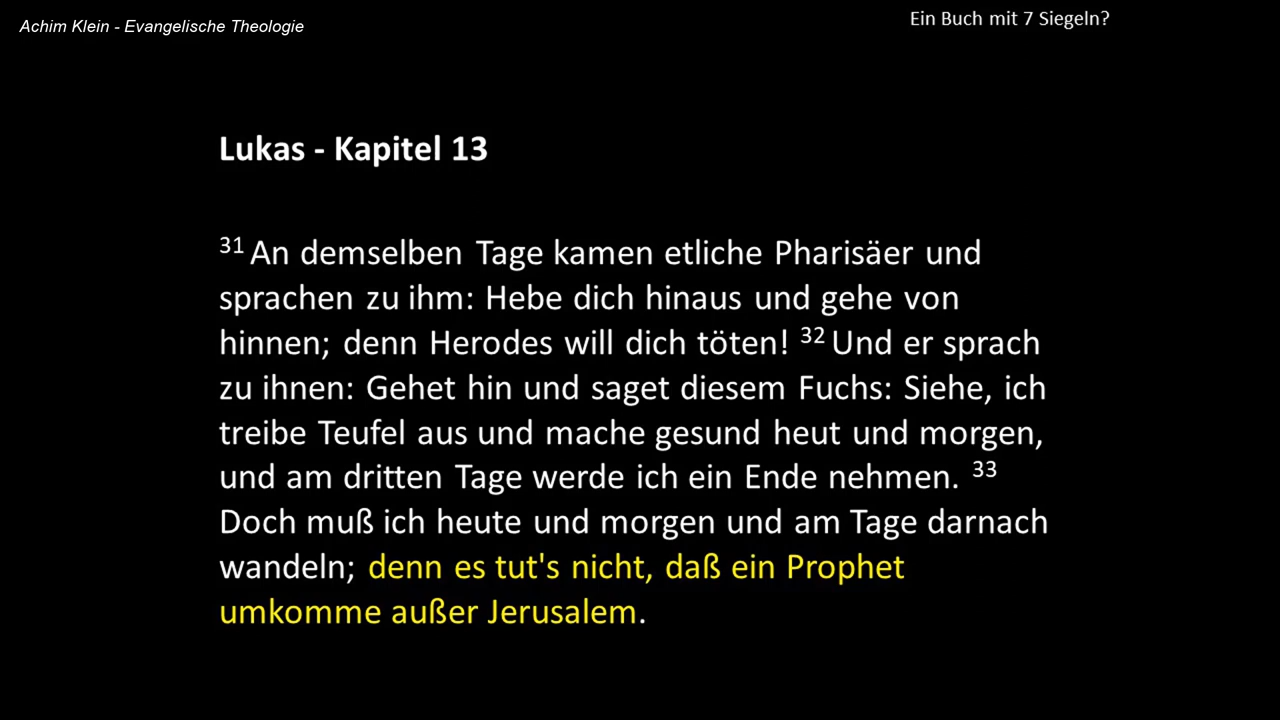 Achim Klein - Evangelische Theologie
Ein Buch mit 7 Siegeln?
Lukas - Kapitel 13
31 An demselben Tage kamen etliche Pharisäer und
sprachen zu ihm: Hebe dich hinaus und gehe von
hinnen; denn Herodes will dich töten! 32 Und er sprach
zu ihnen: Gehet hin und saget diesem Fuchs: Siehe, ich
treibe Teufel aus und mache gesund heut und morgen,
und am dritten Tage werde ich ein Ende nehmen. 33
Doch muß ich heute und morgen und am Tage darnach
wandeln; denn es tut's nicht, daß ein Prophet
umkomme außer Jerusalem.